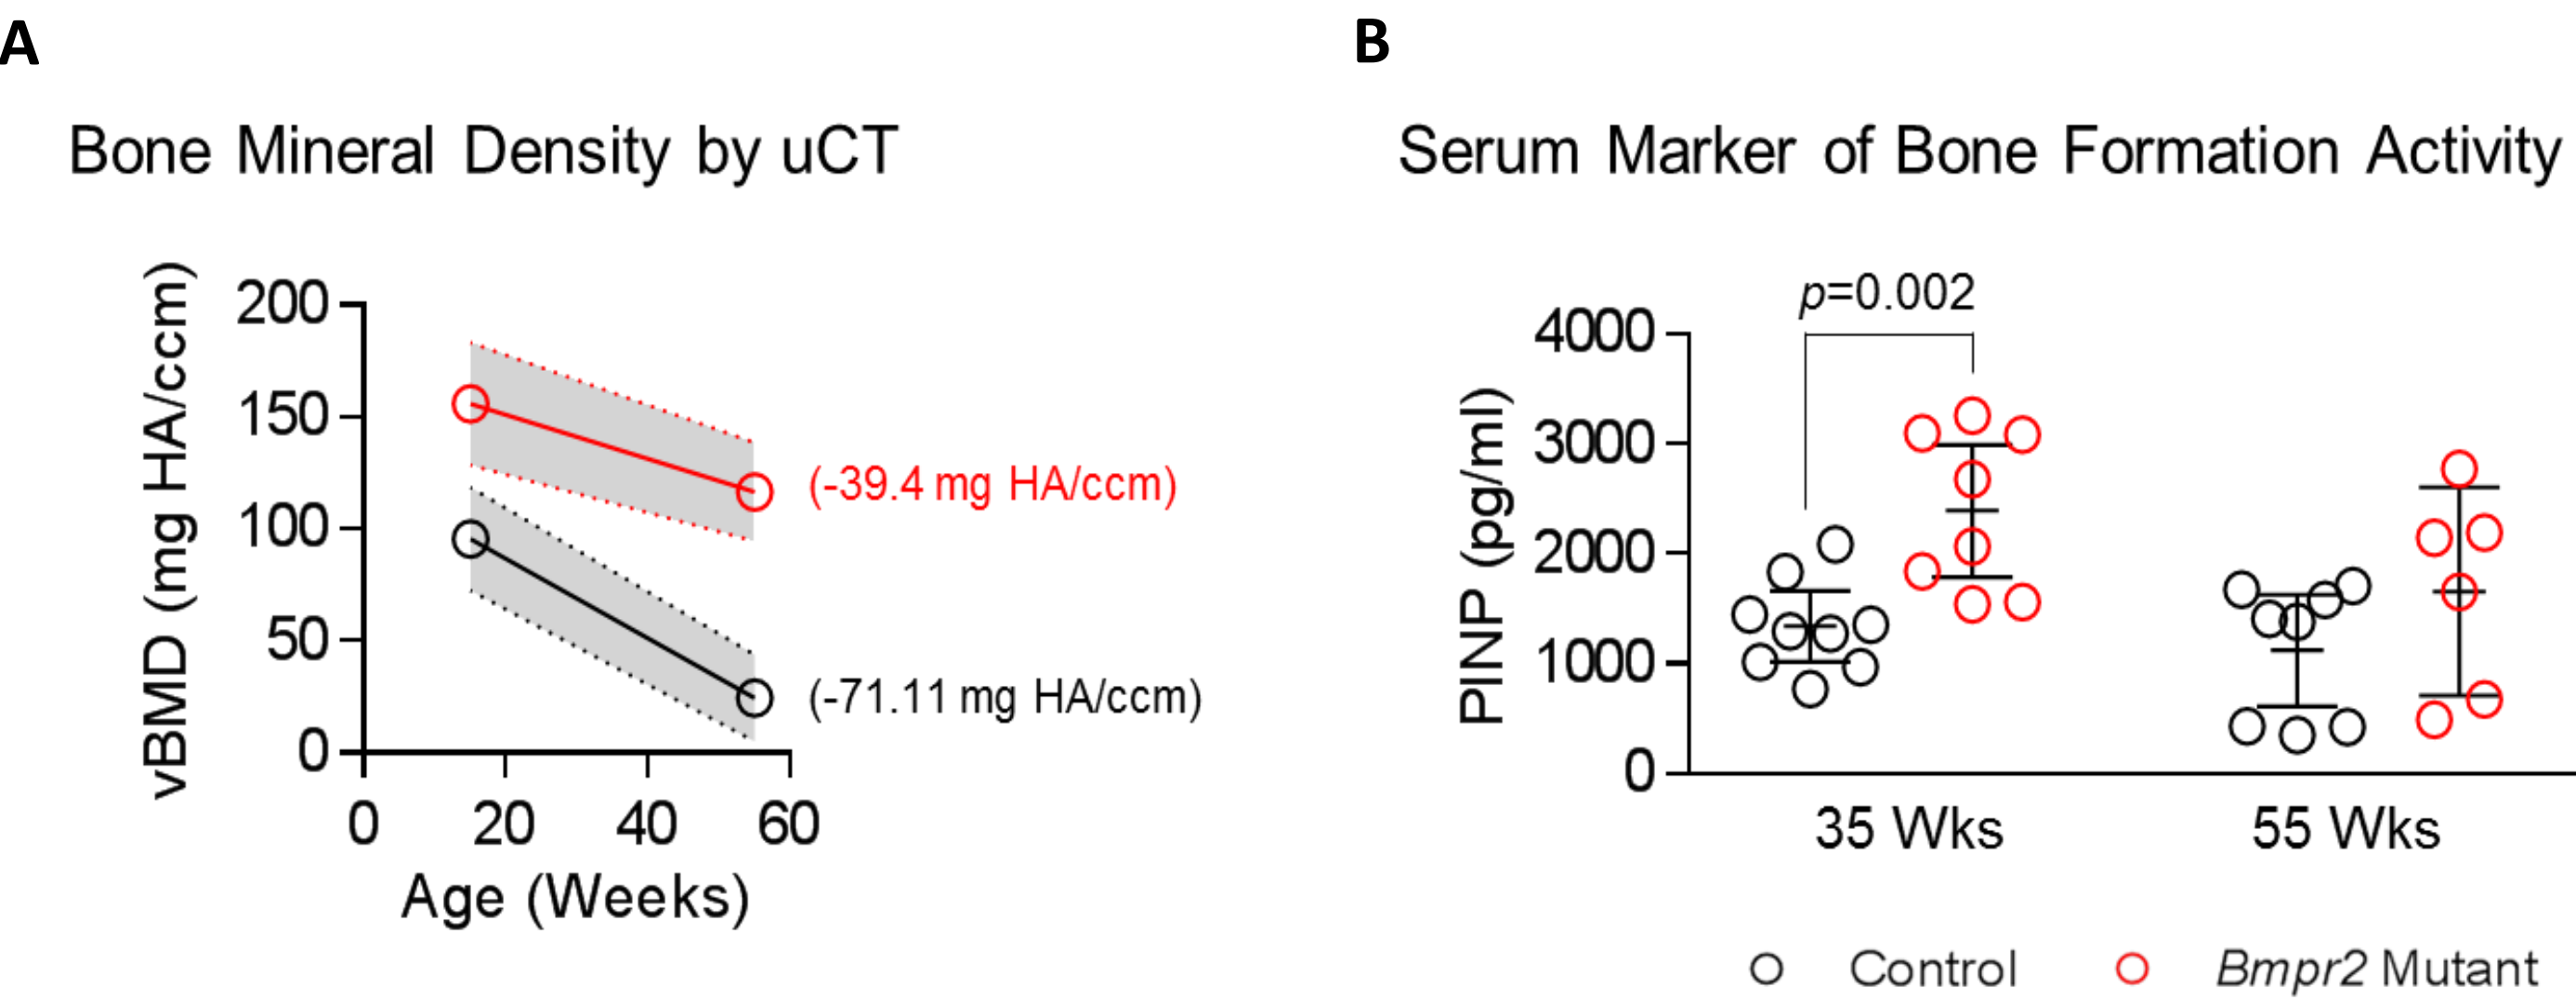 A
Bone Mineral Density by uCT
vBMD (mg HA/ccm)
200
150
100
50
0
0 20 40 60
Age (Weeks)
(-39.4 mg HA/ccm)
(-71.11 mg HA/ccm)
B
Serum Marker of Bone Formation Activity
p=0.002
PINP (pg/ml)
4000
3000
2000
1000
0
35 Wks 55 Wks
Control Bmpr2 Mutant